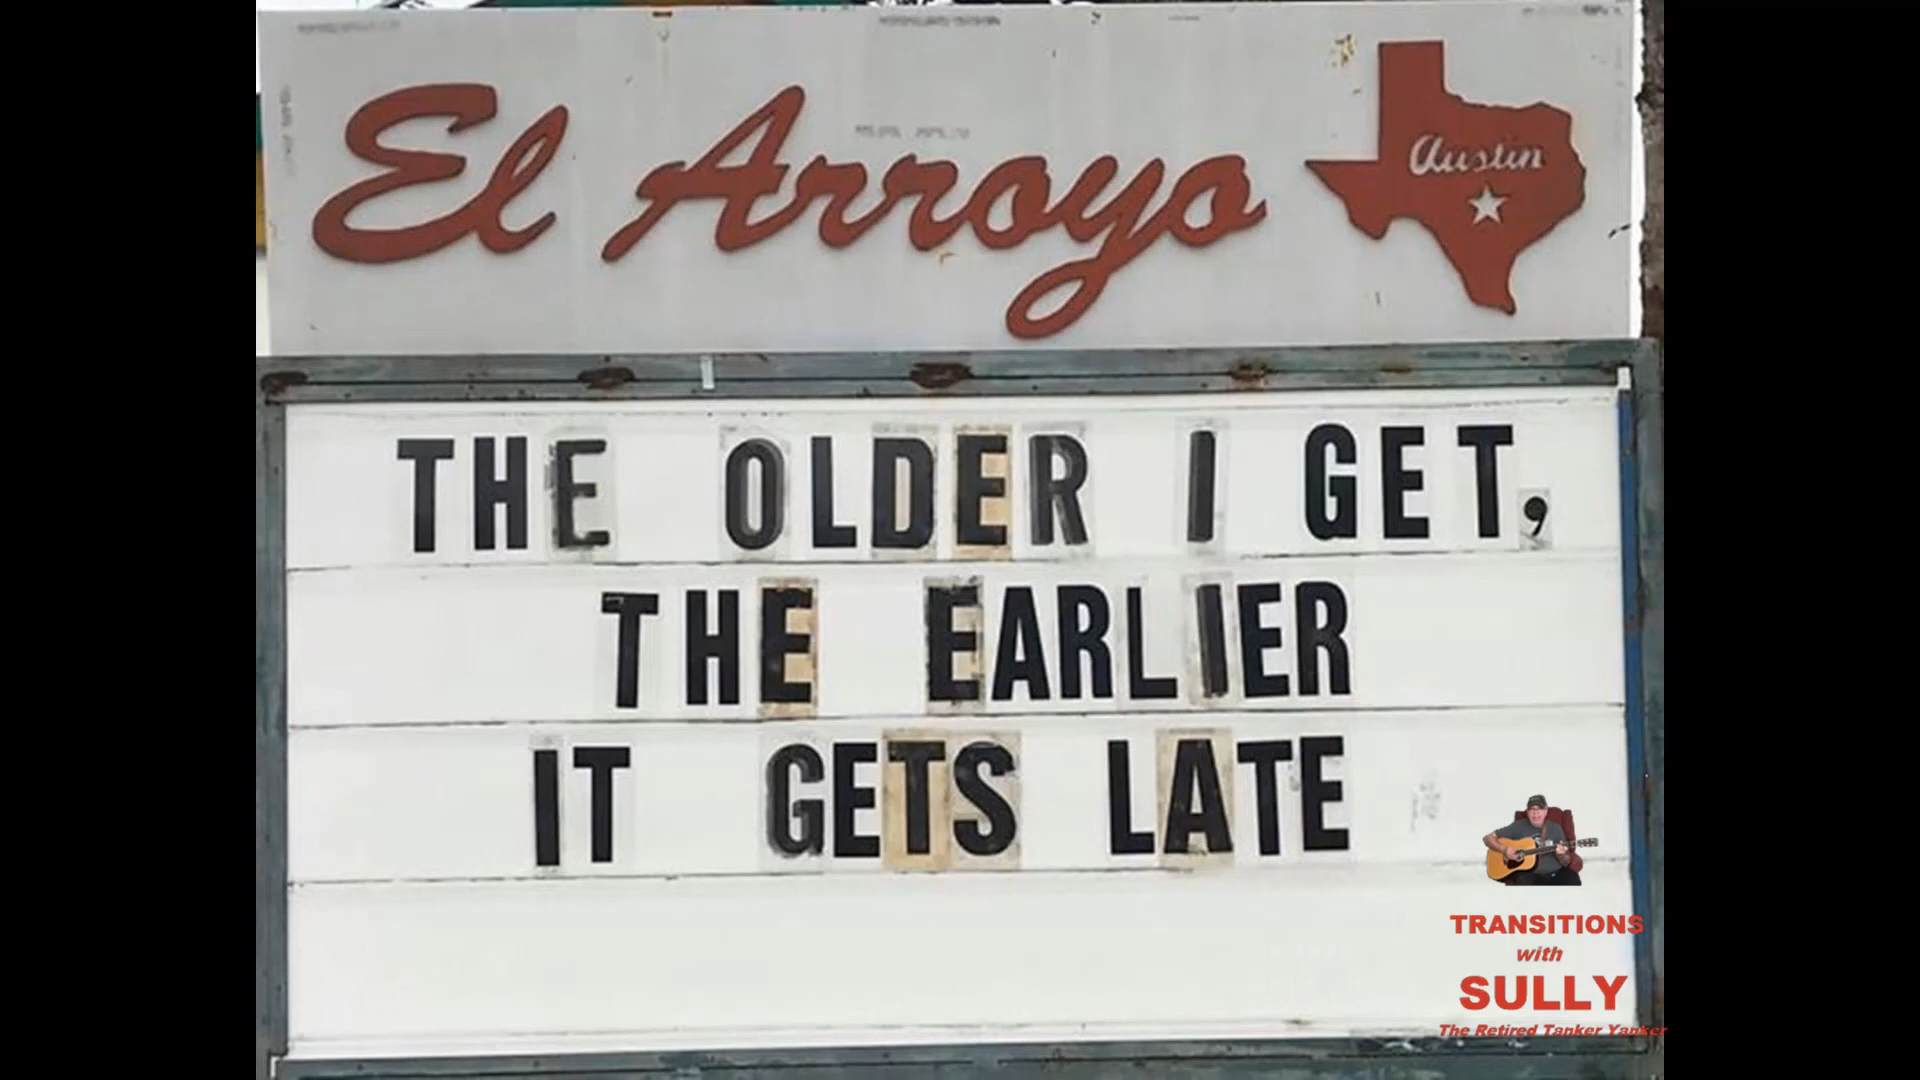 El Arroyo
Austin
THE OLDER I GET,
THE EARLIER
IT GETS LATE
TRANSITIONS
with
SULLY
The Retired Tanker Yanker